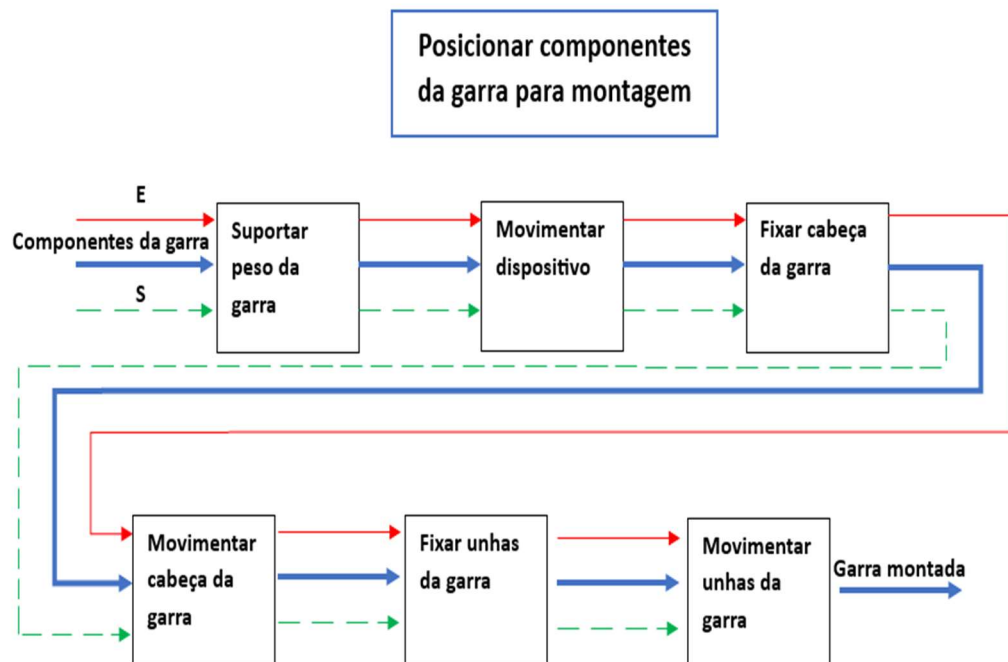 Posicionar componentes
da garra para montagem
E
Componentes da garra
S
Suportar
peso da
garra
Movimentar
dispositivo
Fixar cabeça
da garra
Movimentar
cabeça da
garra
Fixar unhas
da garra
Movimentar
unhas da
garra
Garra montada